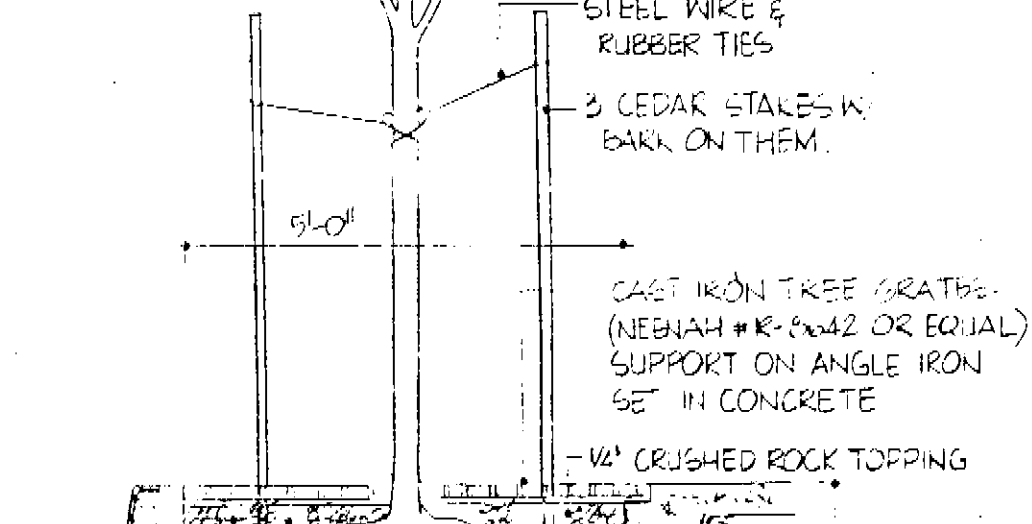 STEEL WIRE &
RUBBER TIES
3 CEDAR STAKES W/
BARK ON THEM.
5'-0"
CAST IRON TREE GRATES-
(NEENAH # OR EQUAL)
SUPPORT ON ANGLE IRON
SET IN CONCRETE
1/4" CRUSHED ROCK TOPPING